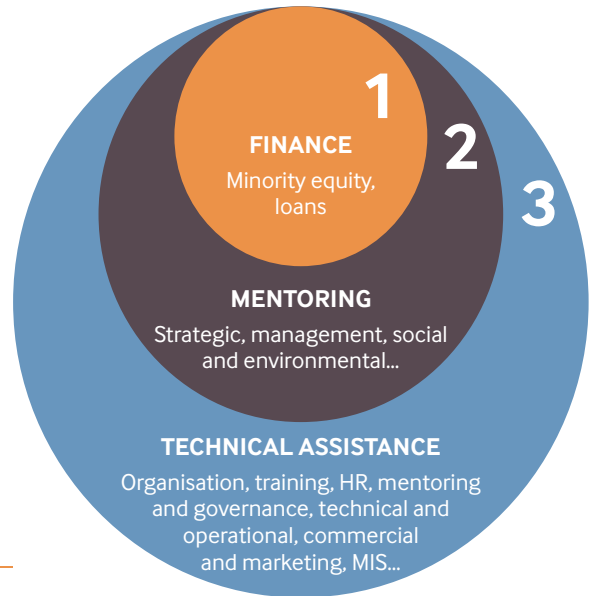 1
FINANCE
Minority equity,
loans
2
MENTORING
Strategic, management, social
and environmental...
3
TECHNICAL ASSISTANCE
Organisation, training, HR, mentoring
and governance, technical and
operational, commercial
and marketing, MIS...